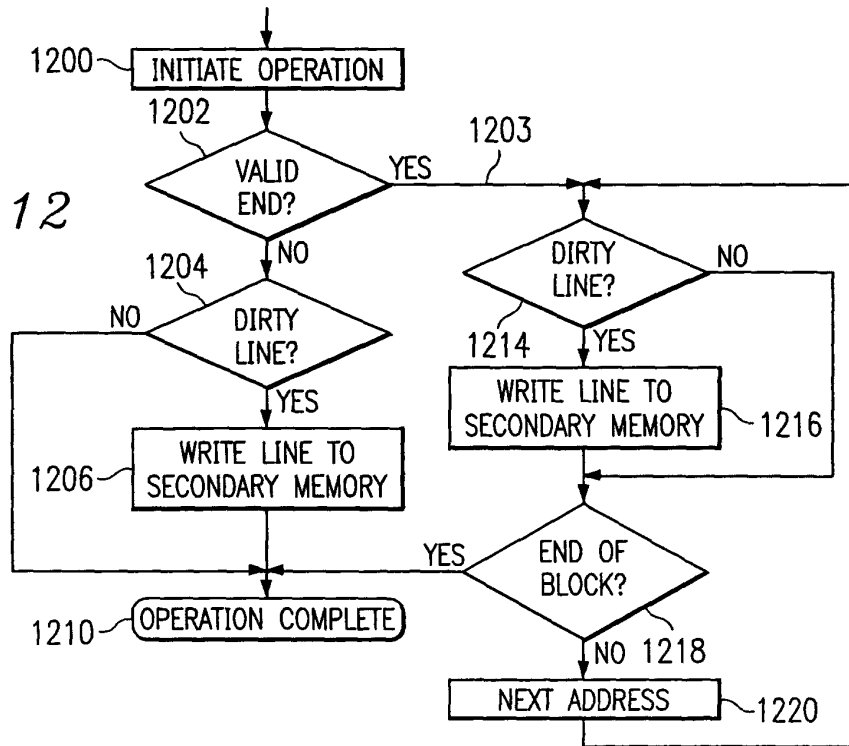 1200
INITIATE OPERATION
1202
VALID
END?
YES
1203
12
NO
1204
DIRTY
LINE?
NO
YES
WRITE LINE TO
SECONDARY MEMORY
1206
DIRTY
LINE?
NO
1214
YES
WRITE LINE TO
SECONDARY MEMORY
1216
END OF
BLOCK?
YES
1218
NO
OPERATION COMPLETE
1210
NEXT ADDRESS
1220